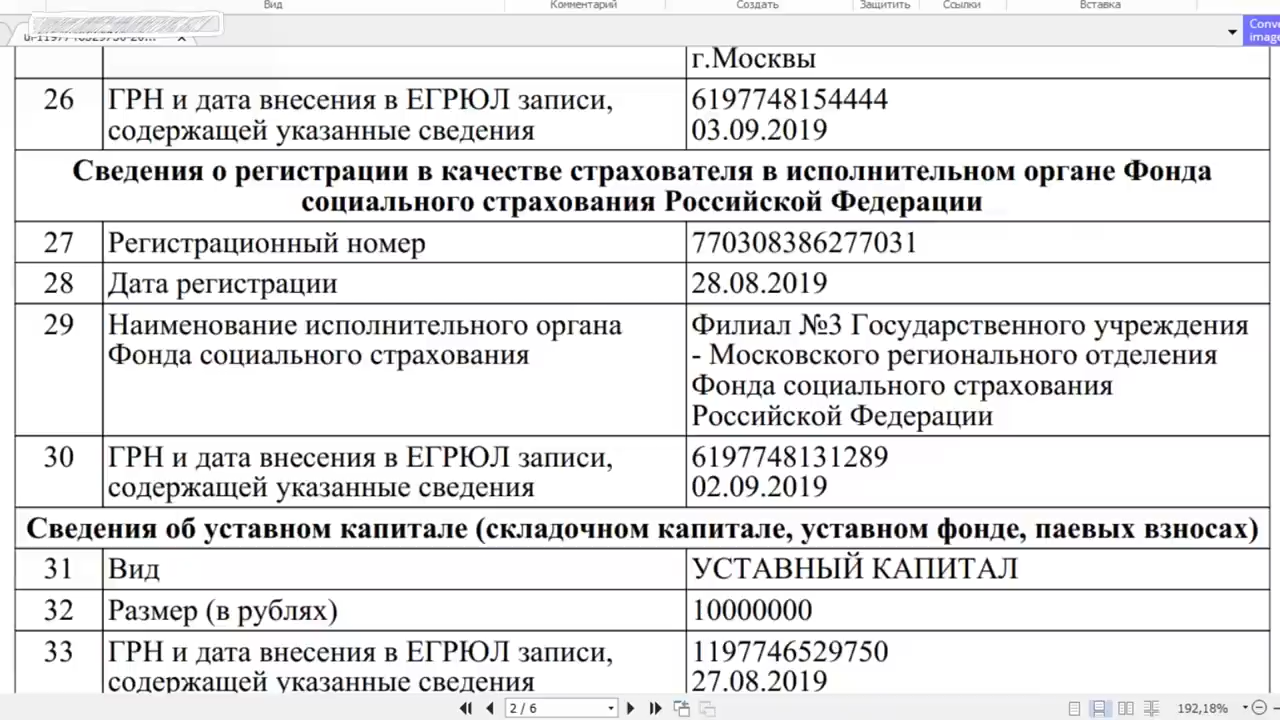 Вид Комментарий Создать Защитить Ссылки Вставка
Conve
image
г.Москвы
26 ГРН и дата внесения в ЕГРЮЛ записи, 6197748154444
содержащей указанные сведения 03.09.2019
Сведения о регистрации в качестве страхователя в исполнительном органе Фонда
социального страхования Российской Федерации
27 Регистрационный номер 770308386277031
28 Дата регистрации 28.08.2019
29 Наименование исполнительного органа Филиал №3 Государственного учреждения
Фонда социального страхования - Московского регионального отделения
Фонда социального страхования
Российской Федерации
30 ГРН и дата внесения в ЕГРЮЛ записи, 6197748131289
содержащей указанные сведения 02.09.2019
Сведения об уставном капитале (складочном капитале, уставном фонде, паевых взносах)
31 Вид УСТАВНЫЙ КАПИТАЛ
32 Размер (в рублях) 10000000
33 ГРН и дата внесения в ЕГРЮЛ записи, 1197746529750
содержащей указанные сведения 27.08.2019
2 / 6 192,18%